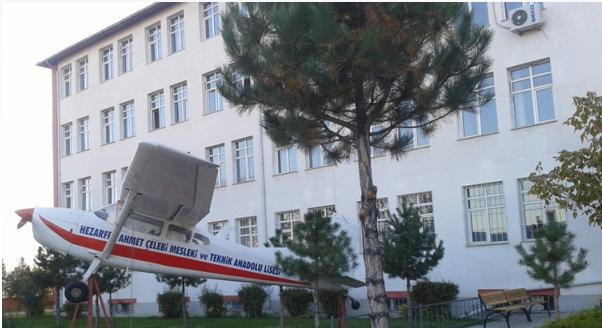 HEZARFEN AHMET ÇELEBİ MESLEKİ ve TEKNİK ANADOLU LİSESİ